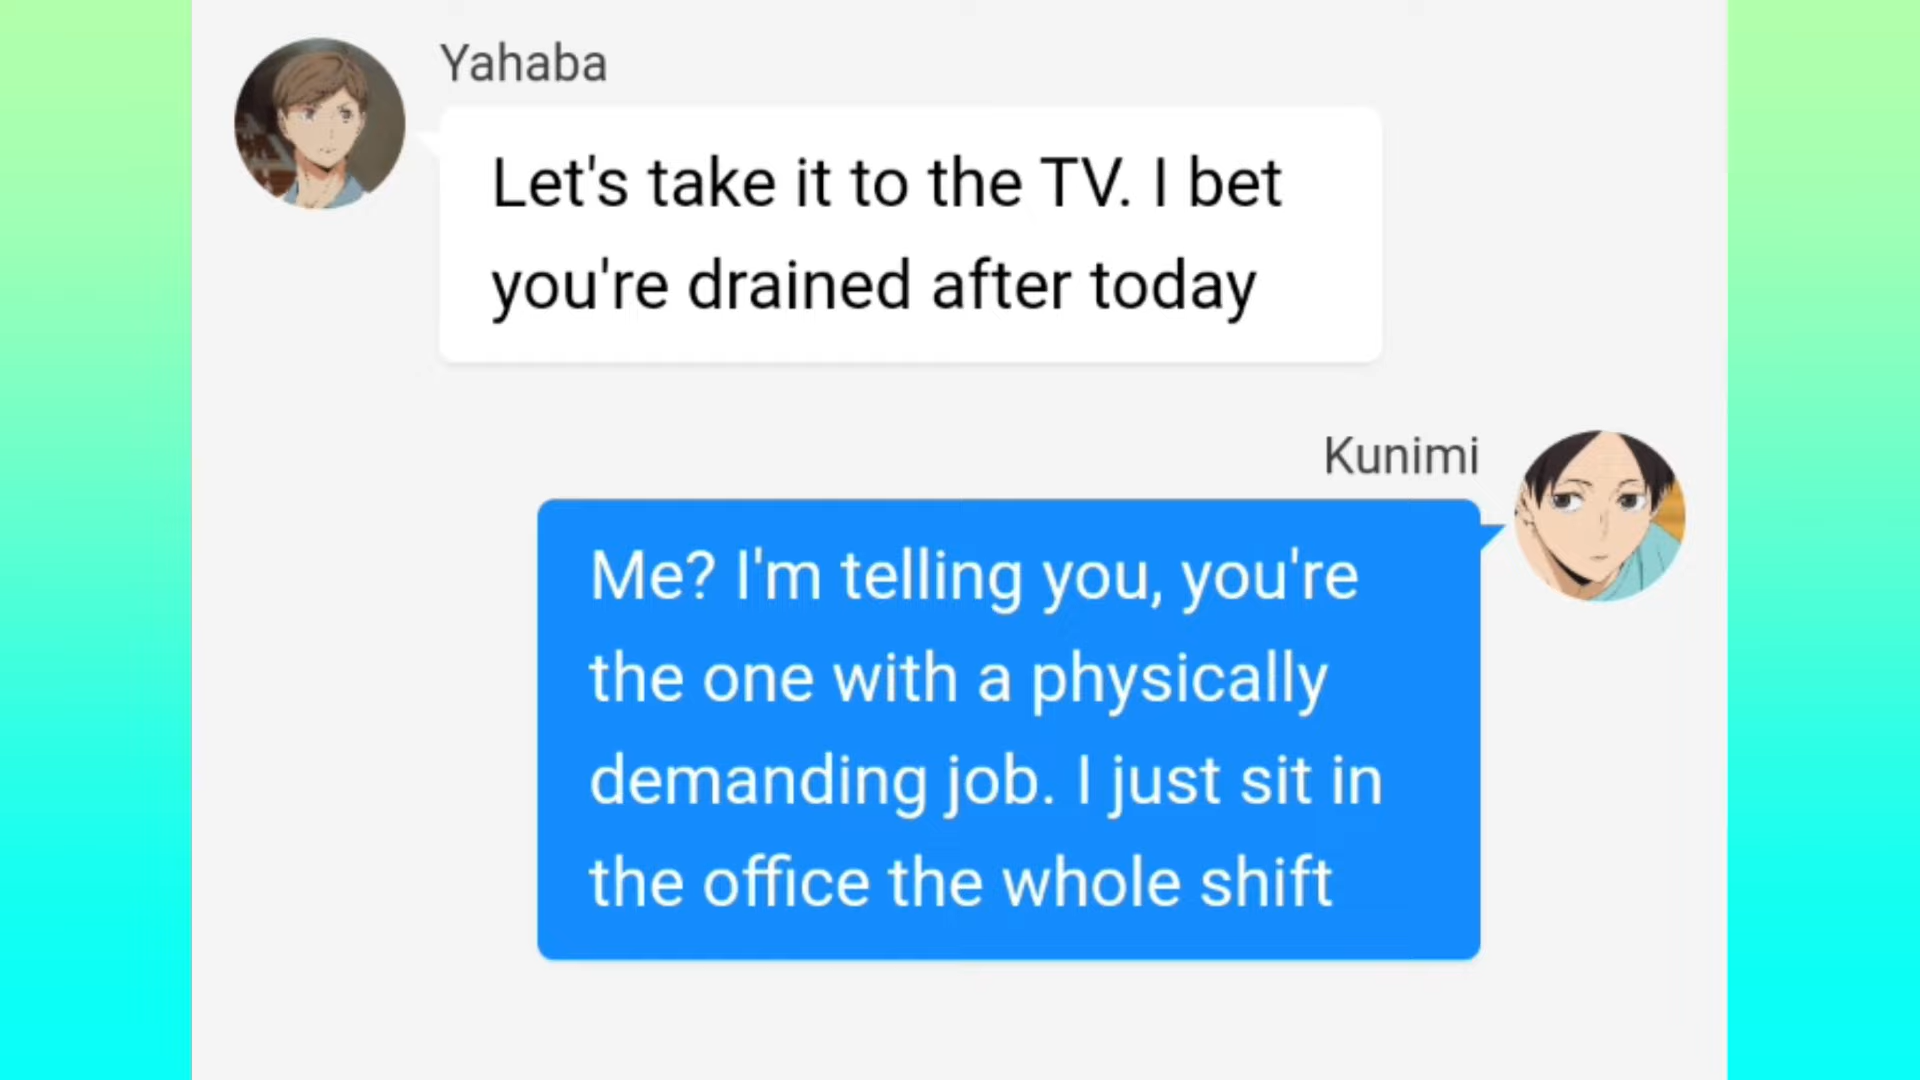 Yahaba
Let's take it to the TV. I bet
you're drained after today
Kunimi
Me? I'm telling you, you're
the one with a physically
demanding job. I just sit in
the office the whole shift